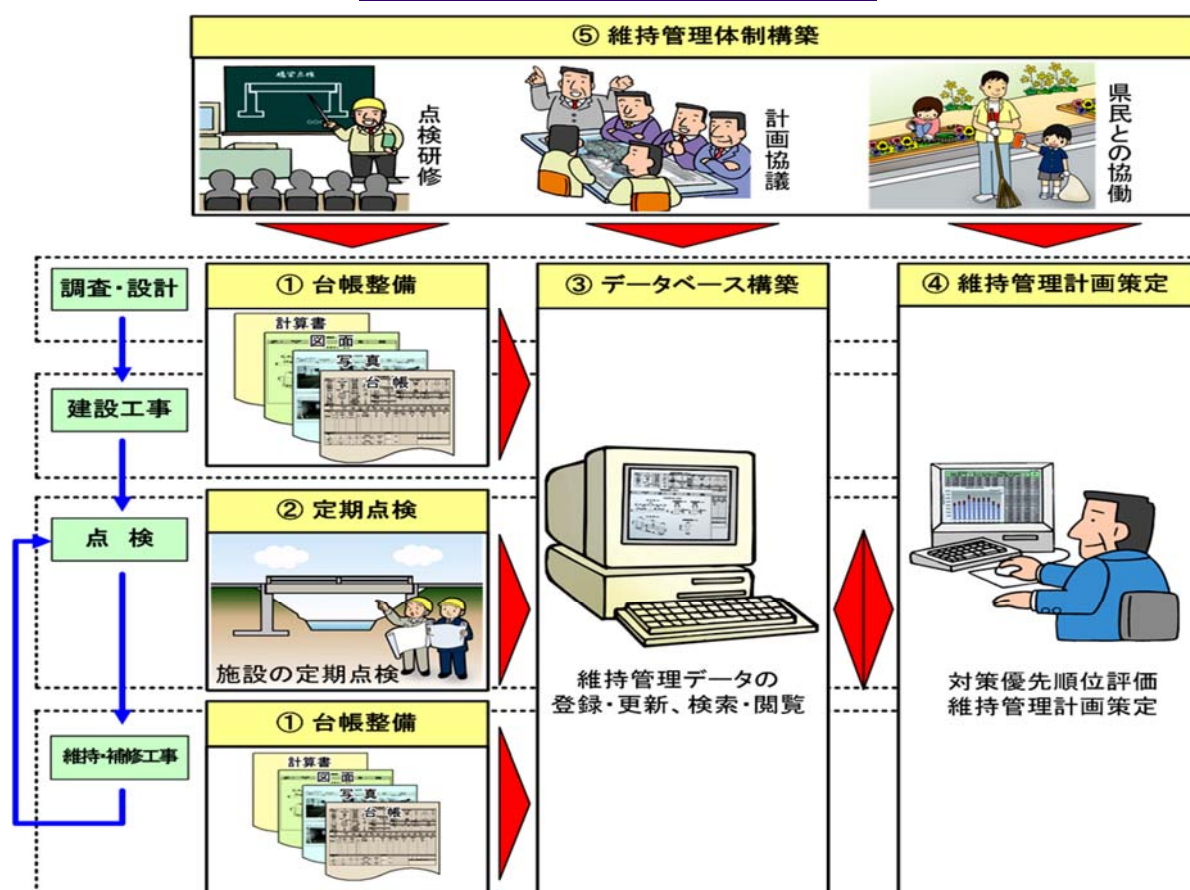 ⑤ 維持管理体制構築
橋梁点検
点検研修
計画協議
県民との協働
調査・設計
建設工事
点 検
維持・補修工事
① 台帳整備
計算書
図 面
写 真
台 帳
② 定期点検
施設の定期点検
① 台帳整備
計算書
図 面
写 真
台 帳
③ データベース構築
維持管理データの
登録・更新、検索・閲覧
④ 維持管理計画策定
対策優先順位評価
維持管理計画策定